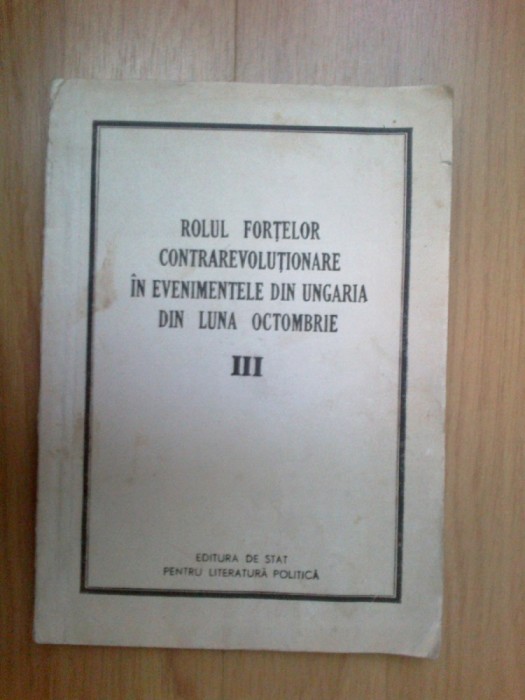 ROLUL FORȚELOR
CONTRAREVOLUȚIONARE
ÎN EVENIMENTELE DIN UNGARIA
DIN LUNA OCTOMBRIE
III
EDITURA DE STAT
PENTRU LITERATURĂ POLITICĂ